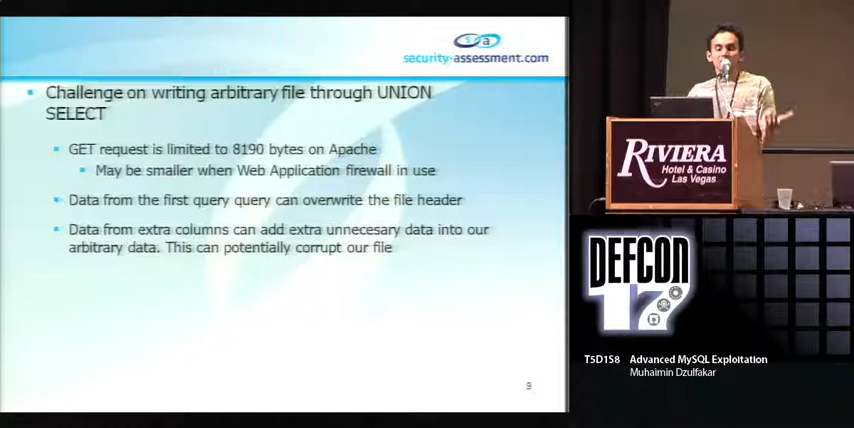 security-assessment.com
Challenge on writing arbitrary file through UNION
SELECT
GET request is limited to 8190 bytes on Apache
May be smaller when Web Application firewall in use
Data from the first query query can overwrite the file header
Data from extra columns can add extra unnecesary data into our
arbitrary data. This can potentially corrupt our file
9
RIVIERA
Hotel & Casino
Las Vegas
DEFCON
17
T5D1S8 Advanced MySQL Exploitation
Muhaimin Dzulfakar